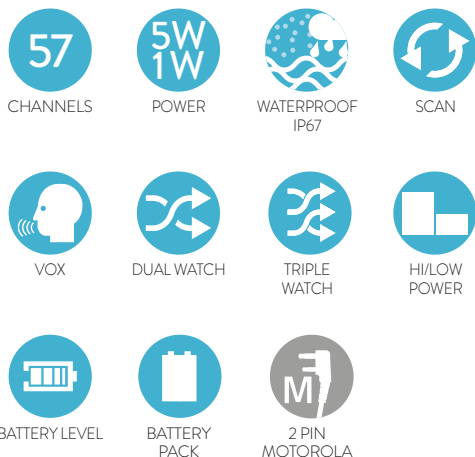 57
CHANNELS
5W
1W
POWER
WATERPROOF
IP67
SCAN
VOX
DUAL WATCH
TRIPLE
WATCH
HI/LOW
POWER
BATTERY LEVEL
BATTERY
PACK
M
2 PIN
MOTOROLA